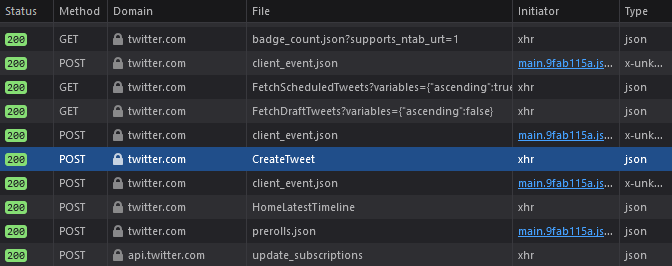 Status Method Domain File Initiator Type
200 GET twitter.com badge_count.json?supports_ntab_urt=1 xhr json
200 POST twitter.com client_event.json main.9fab115a.js... x-unk...
200 GET twitter.com FetchScheduledTweets?variables={"ascending":true xhr json
200 GET twitter.com FetchDraftTweets?variables={"ascending":false} xhr json
200 POST twitter.com client_event.json main.9fab115a.js... x-unk...
200 POST twitter.com CreateTweet xhr json
200 POST twitter.com client_event.json main.9fab115a.js... x-unk...
200 POST twitter.com HomeLatestTimeline xhr json
200 POST twitter.com prerolls.json main.9fab115a.js... json
200 POST api.twitter.com update_subscriptions xhr json